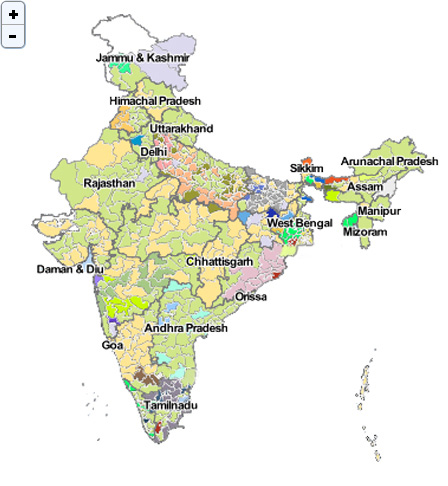 +
-
Jammu & Kashmir
Himachal Pradesh
Uttarakhand
Delhi
Arunachal Pradesh
Sikkim
Rajasthan
Assam
Manipur
West Bengal
Mizoram
Chhattisgarh
Daman & Diu
Orissa
Andhra Pradesh
Goa
Tamilnadu